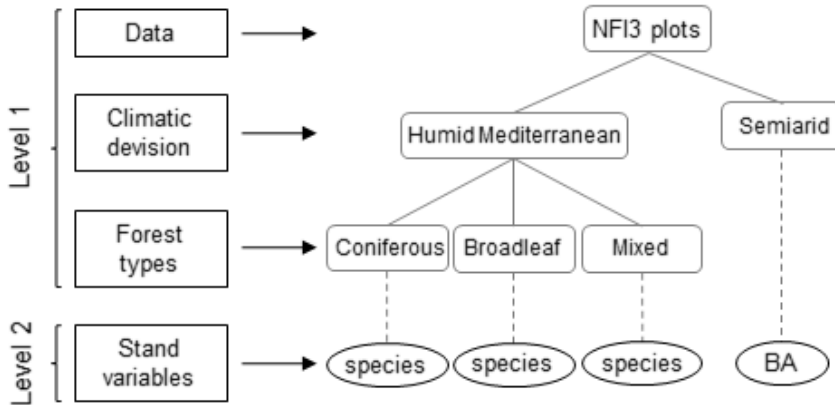 Level 1
Level 2
Data
NFI3 plots
Climatic
devision
Humid Mediterranean
Semiarid
Forest
types
Coniferous
Broadleaf
Mixed
Stand
variables
species
species
species
BA